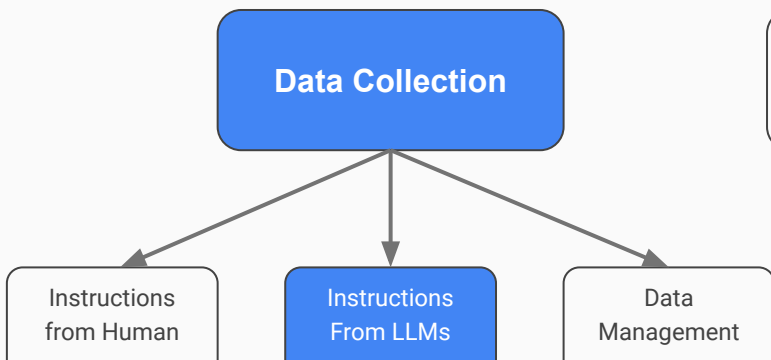 Data Collection
Instructions
from Human
Instructions
From LLMs
Data
Management